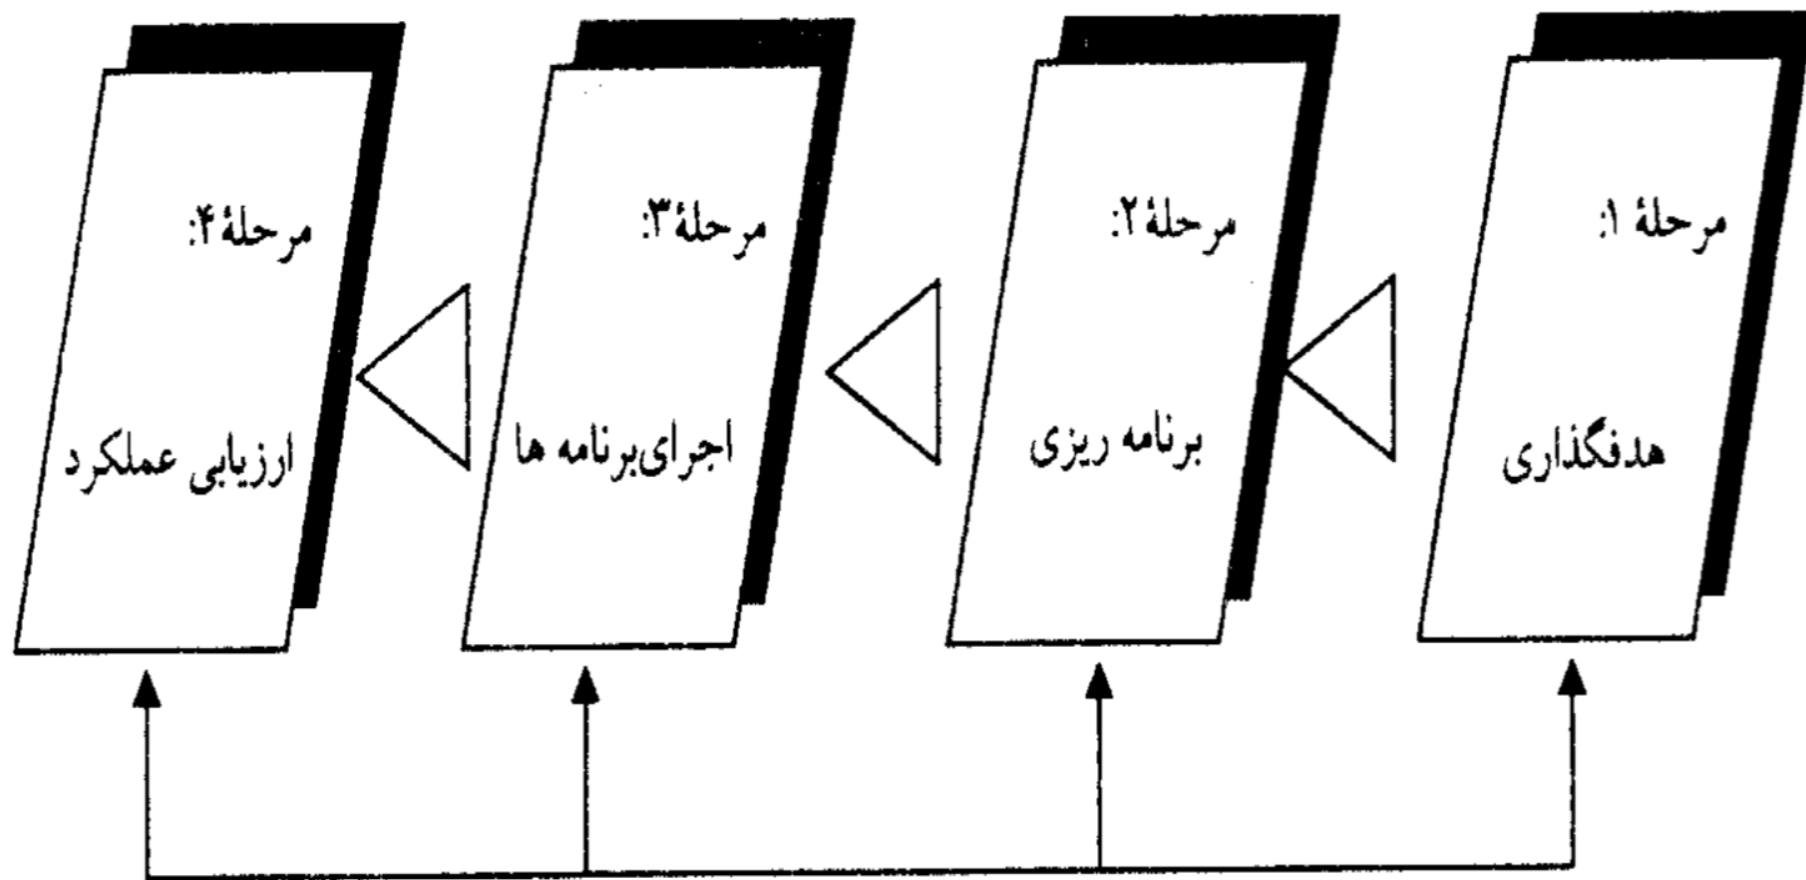 مرحلهٔ ۱:
هدفگذاری
مرحلهٔ ۲:
برنامه ریزی
مرحلهٔ ۳:
اجرای برنامه ها
مرحلهٔ ۴:
ارزیابی عملکرد